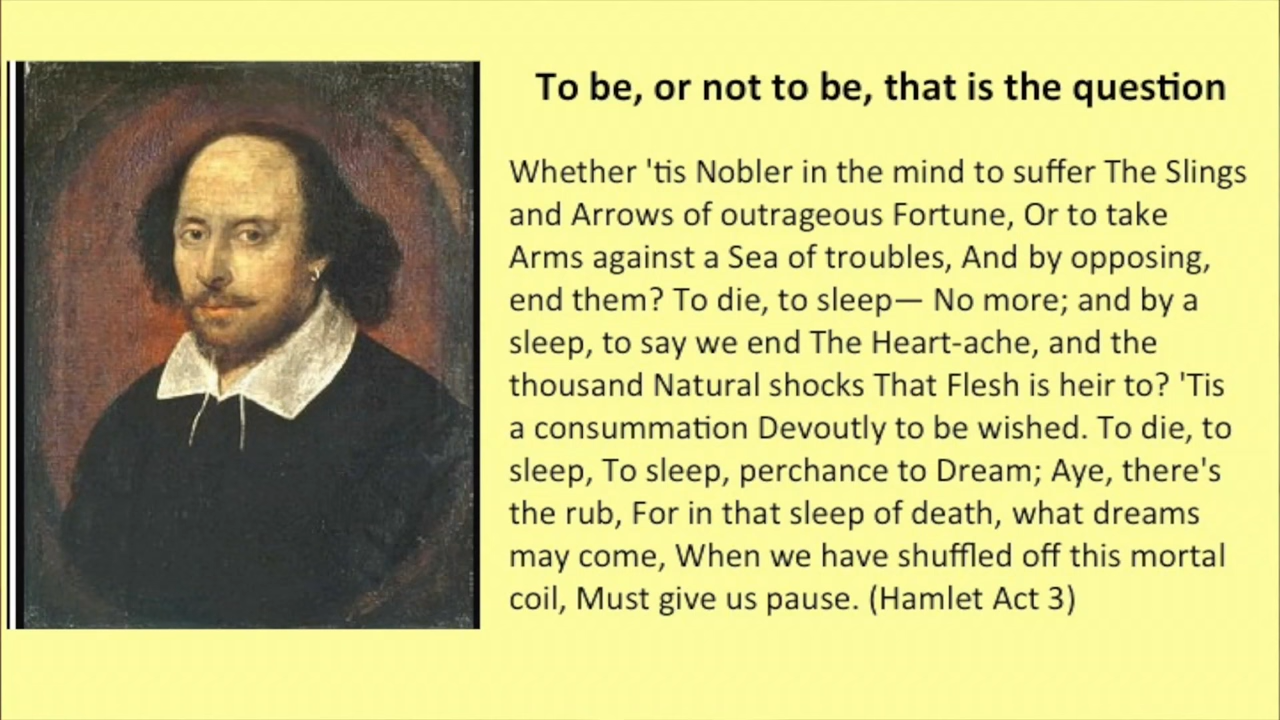 To be, or not to be, that is the question
Whether 'tis Nobler in the mind to suffer The Slings
and Arrows of outrageous Fortune, Or to take
Arms against a Sea of troubles, And by opposing,
end them? To die, to sleep— No more; and by a
sleep, to say we end The Heart-ache, and the
thousand Natural shocks That Flesh is heir to? 'Tis
a consummation Devoutly to be wished. To die, to
sleep, To sleep, perchance to Dream; Aye, there's
the rub, For in that sleep of death, what dreams
may come, When we have shuffled off this mortal
coil, Must give us pause. (Hamlet Act 3)